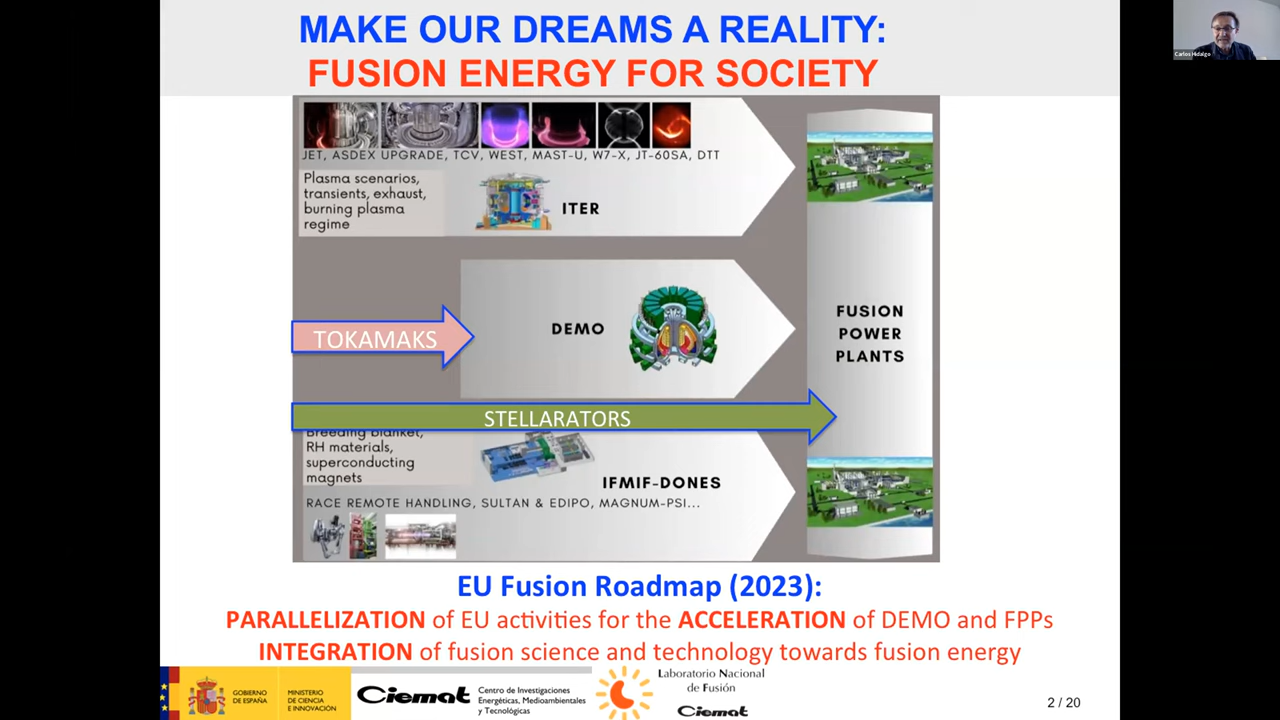 MAKE OUR DREAMS A REALITY:
FUSION ENERGY FOR SOCIETY
Carlos Hidalgo
JET, ASDEX UPGRADE, TCV, WEST, MAST-U, W7-X, JT-60SA, DTT
Plasma scenarios,
transients, exhaust,
burning plasma
regime
ITER
TOKAMAKS
DEMO
FUSION
POWER
PLANTS
STELLARATORS
Breeding blanket,
RH materials,
superconducting
magnets
IFMIF-DONES
RACE REMOTE HANDLING, SULTAN & EDIPO, MAGNUM-PSI...
EU Fusion Roadmap (2023):
PARALLELIZATION of EU activities for the ACCELERATION of DEMO and FPPs
INTEGRATION of fusion science and technology towards fusion energy
GOBIERNO
DE ESPAÑA
MINISTERIO
DE CIENCIA
E INNOVACIÓN
Ciemat
Centro de Investigaciones
Energéticas, Medioambientales
y Tecnológicas
Laboratorio Nacional
de Fusión
Ciemat
2 / 20